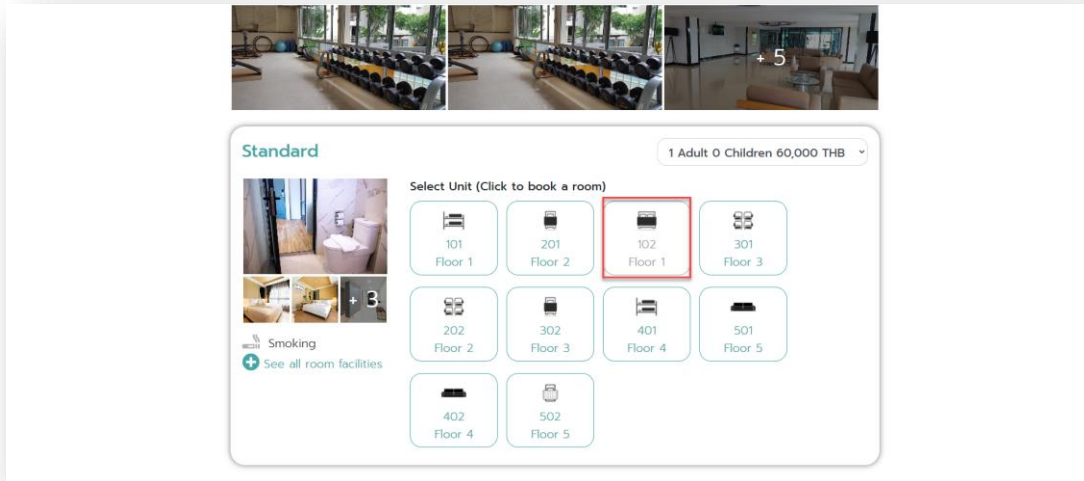 + 5
Standard
1 Adult 0 Children 60,000 THB
Select Unit (Click to book a room)
101
Floor 1
201
Floor 2
102
Floor 1
301
Floor 3
+ 3
202
Floor 2
302
Floor 3
401
Floor 4
501
Floor 5
Smoking
See all room facilities
402
Floor 4
502
Floor 5